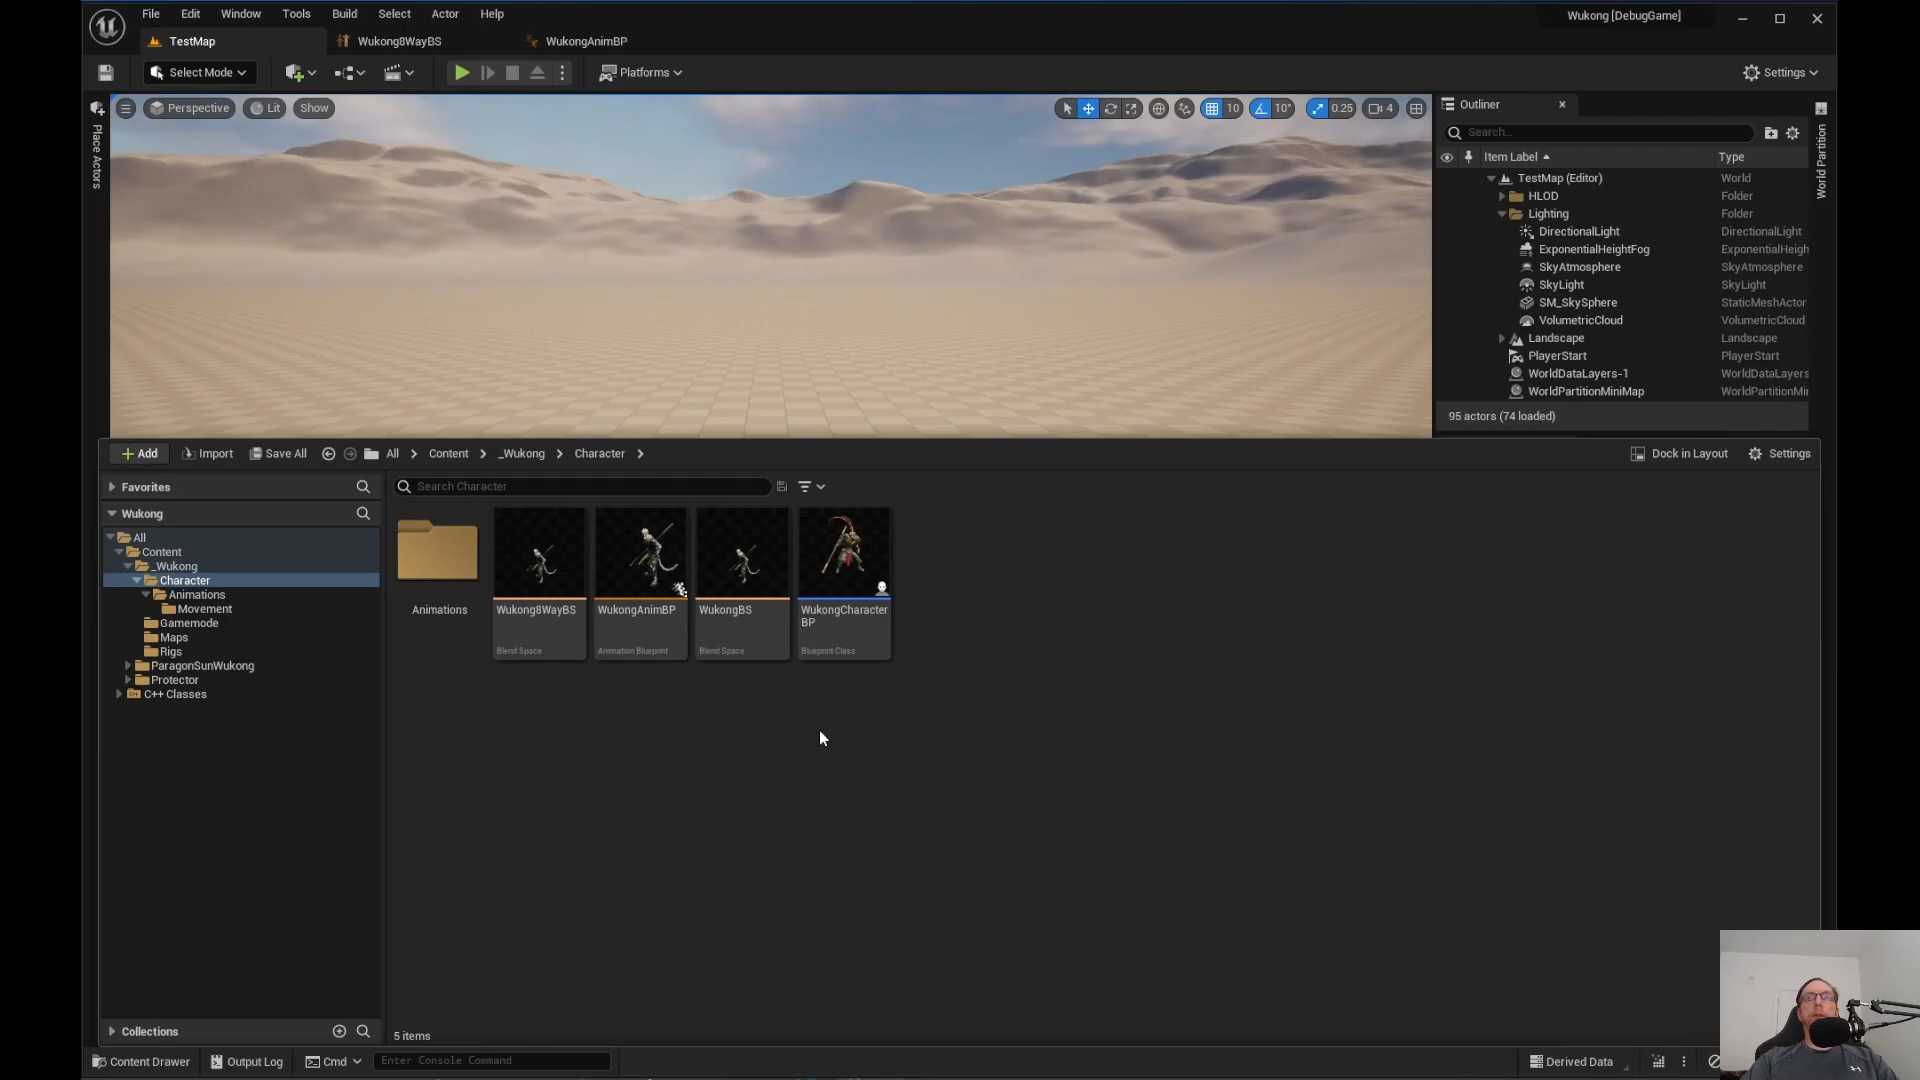 File Edit Window Tools Build Select Actor Help
Wukong [DebugGame]
TestMap
Wukong8WayBS
WukongAnimBP
Select Mode
Platforms
Settings
Place Actors
Perspective
Lit
Show
10
10°
0.25
4
Outliner
World Partition
Search...
Item Label
Type
TestMap (Editor) World
HLOD Folder
Lighting Folder
DirectionalLight DirectionalLight
ExponentialHeightFog ExponentialHeigh
SkyAtmosphere SkyAtmosphere
SkyLight SkyLight
SM_SkySphere StaticMeshActor
VolumetricCloud VolumetricCloud
Landscape Landscape
PlayerStart PlayerStart
WorldDataLayers-1 WorldDataLayers
WorldPartitionMiniMap WorldPartitionMi
95 actors (74 loaded)
Add
Import
Save All
All
Content
_Wukong
Character
Dock in Layout
Settings
Favorites
Search Character
Wukong
All
Content
_Wukong
Character
Animations
Movement
Gamemode
Maps
Rigs
ParagonSunWukong
Protector
C++ Classes
Animations
Wukong8WayBS
Blend Space
WukongAnimBP
Animation Blueprint
WukongBS
Blend Space
WukongCharacter
BP
Blueprint Class
Collections
5 items
Content Drawer
Output Log
Cmd
Enter Console Command
Derived Data